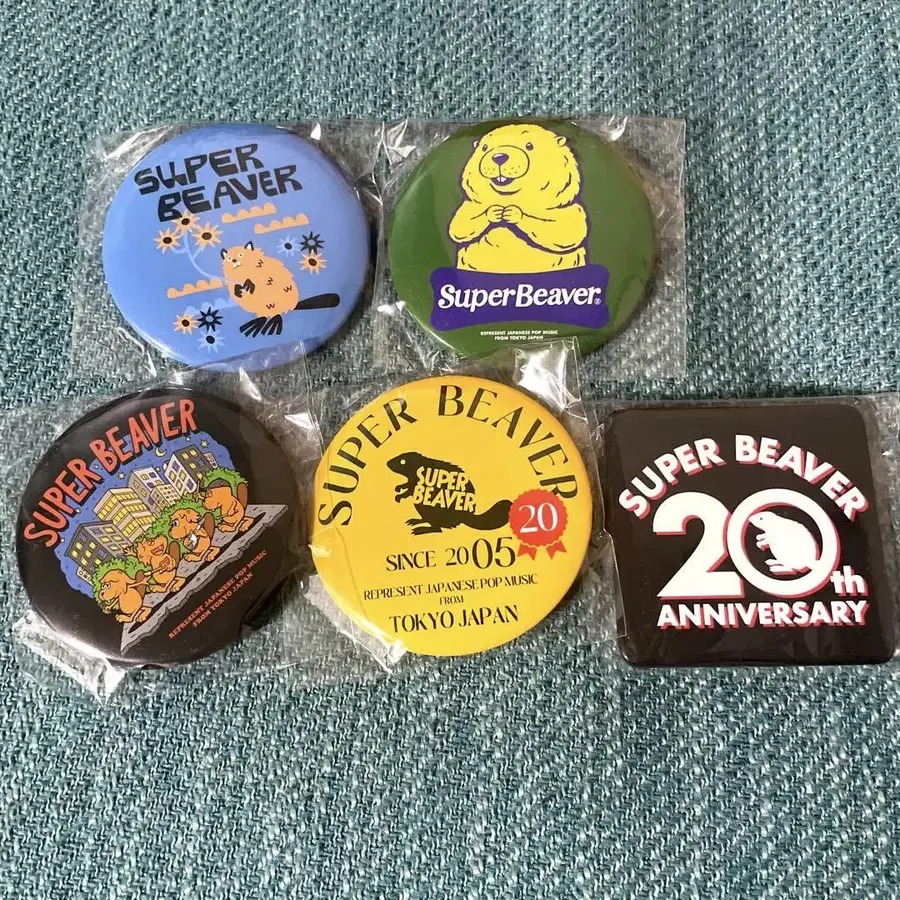 SUPER
BEAVER
SuperBeaver®
REPRESENT JAPANESE POP MUSIC
FROM TOKYO JAPAN
SUPER BEAVER
REPRESENT JAPANESE POP MUSIC
FROM TOKYO JAPAN
SUPER BEAVER
SUPER
BEAVER
20
SINCE 2005
REPRESENT JAPANESE POP MUSIC
FROM
TOKYO JAPAN
SUPER BEAVER
20th
ANNIVERSARY